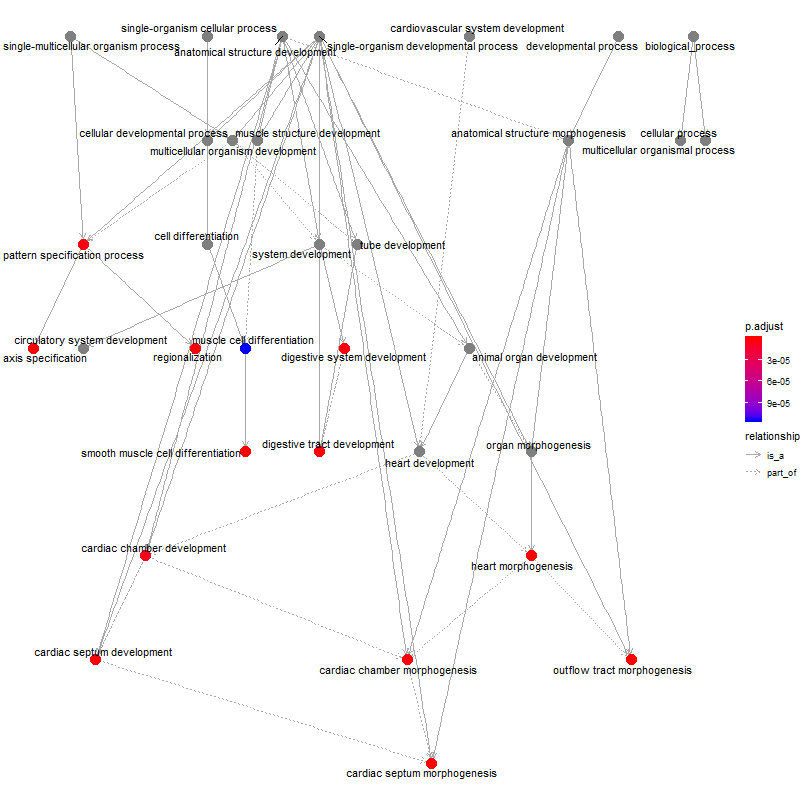 single-organism cellular process
cardiovascular system development
single-multicellular organism process
anatomical structure development
single-organism developmental process
developmental process
biological_process
cellular developmental process
muscle structure development
anatomical structure morphogenesis
cellular process
multicellular organism development
multicellular organismal process
cell differentiation
tube development
pattern specification process
system development
p.adjust
circulatory system development
muscle cell differentiation
axis specification
regionalization
digestive system development
animal organ development
3e-05
6e-05
9e-05
relationship
is_a
part_of
smooth muscle cell differentiation
digestive tract development
organ morphogenesis
heart development
cardiac chamber development
heart morphogenesis
cardiac septum development
cardiac chamber morphogenesis
outflow tract morphogenesis
cardiac septum morphogenesis